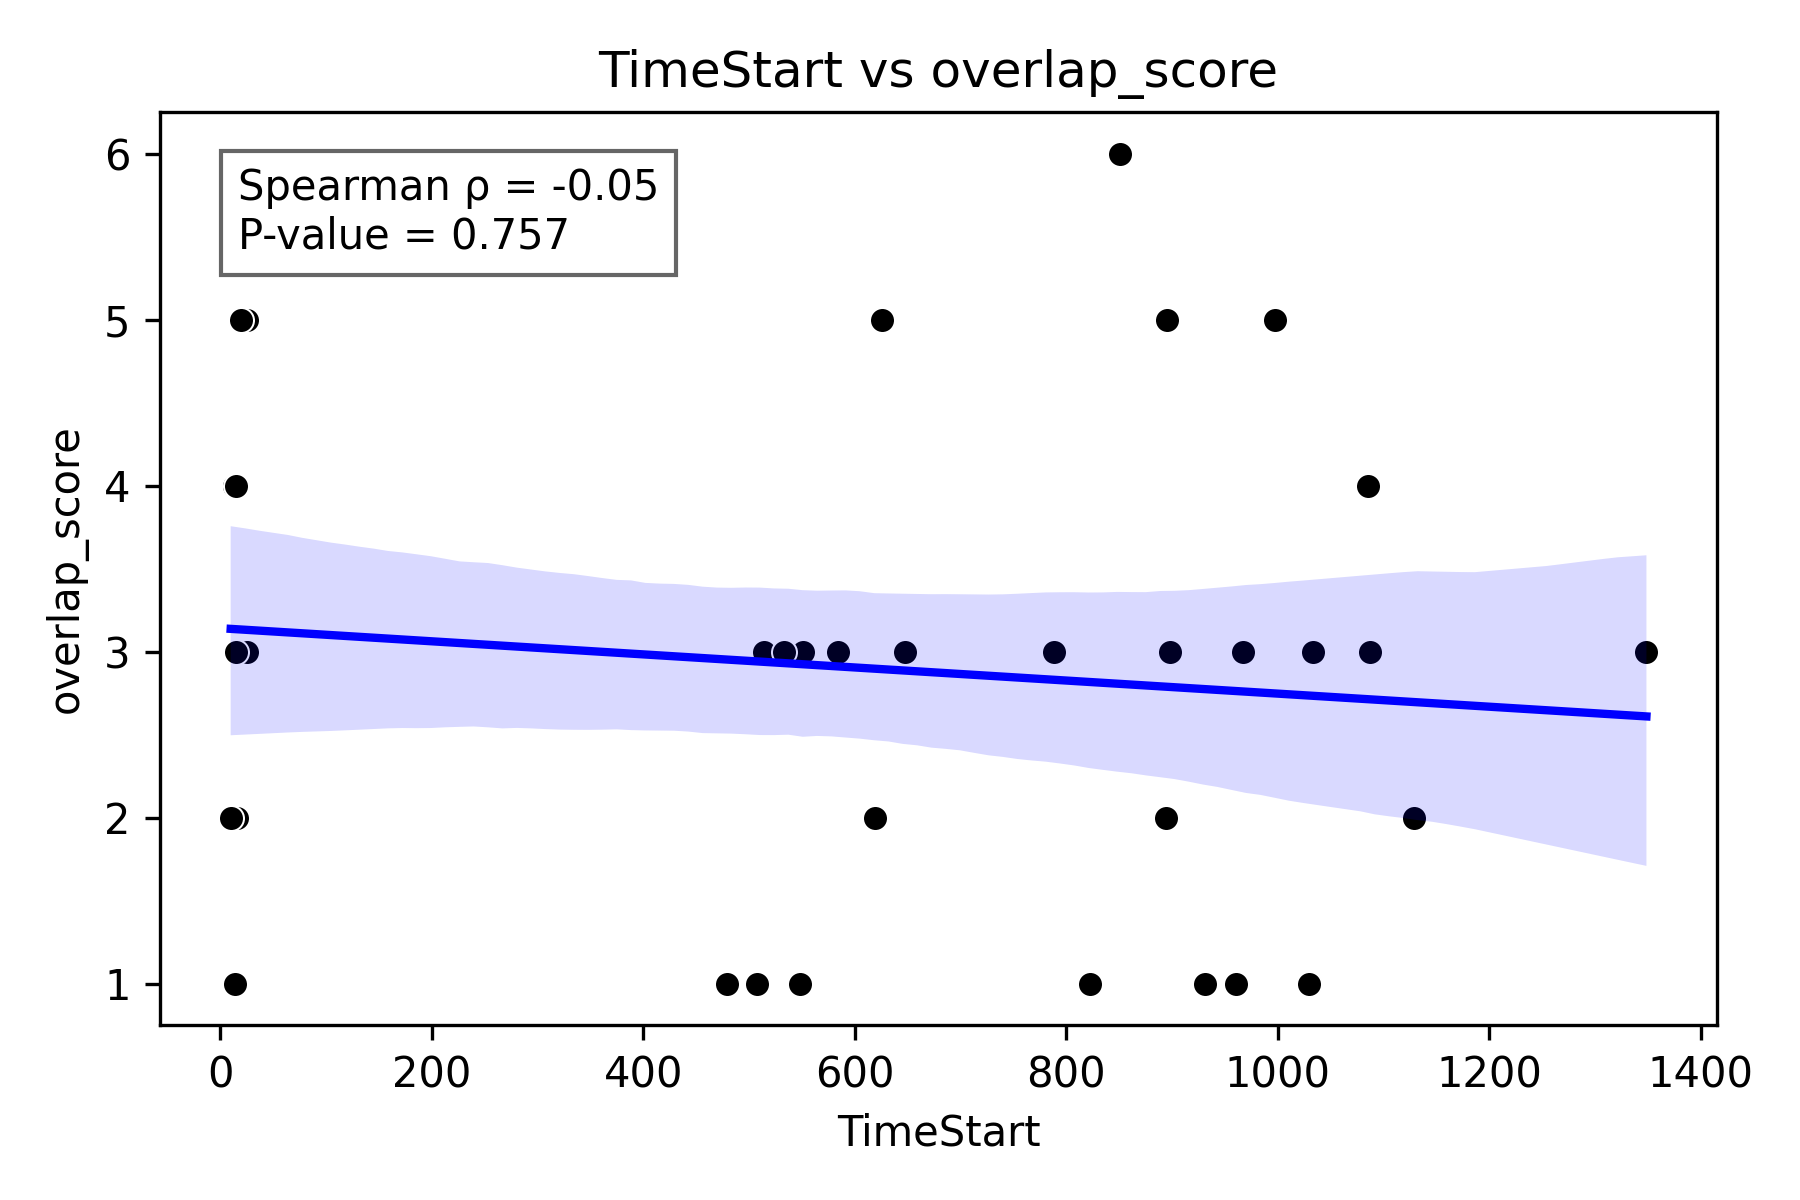 TimeStart vs overlap_score
Spearman ρ = -0.05
P-value = 0.757
overlap_score
6
5
4
3
2
1
0 200 400 600 800 1000 1200 1400
TimeStart